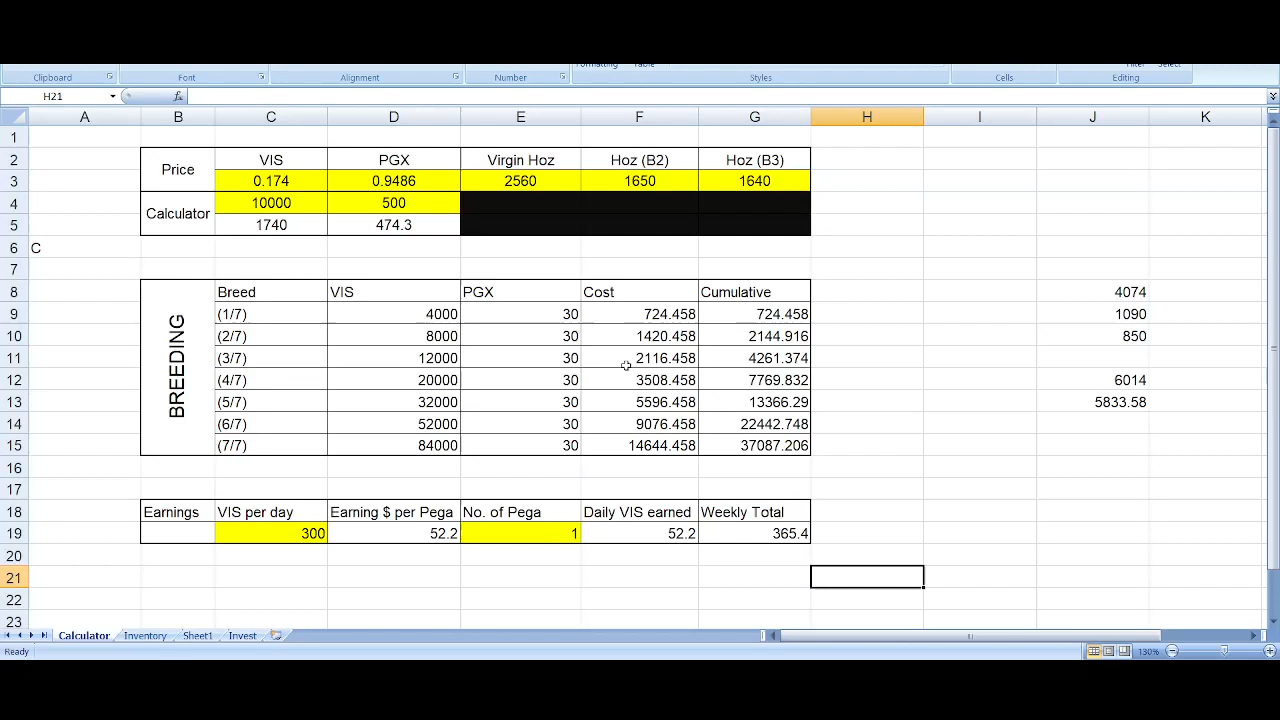 Clipboard Font Alignment Number Styles Cells Editing
H21 fx
A B C D E F G H I J K
1
2 Price VIS PGX Virgin Hoz Hoz (B2) Hoz (B3)
3 0.174 0.9486 2560 1650 1640
4 Calculator 10000 500
5 1740 474.3
6 C
7
8 Breed VIS PGX Cost Cumulative 4074
9 (1/7) 4000 30 724.458 724.458 1090
10 (2/7) 8000 30 1420.458 2144.916 850
11 BREEDING (3/7) 12000 30 2116.458 4261.374
12 (4/7) 20000 30 3508.458 7769.832 6014
13 (5/7) 32000 30 5596.458 13366.29 5833.58
14 (6/7) 52000 30 9076.458 22442.748
15 (7/7) 84000 30 14644.458 37087.206
16
17
18 Earnings VIS per day Earning $ per Pega No. of Pega Daily VIS earned Weekly Total
19 300 52.2 1 52.2 365.4
20
21
22
23
Calculator Inventory Sheet1 Invest
Ready 130%